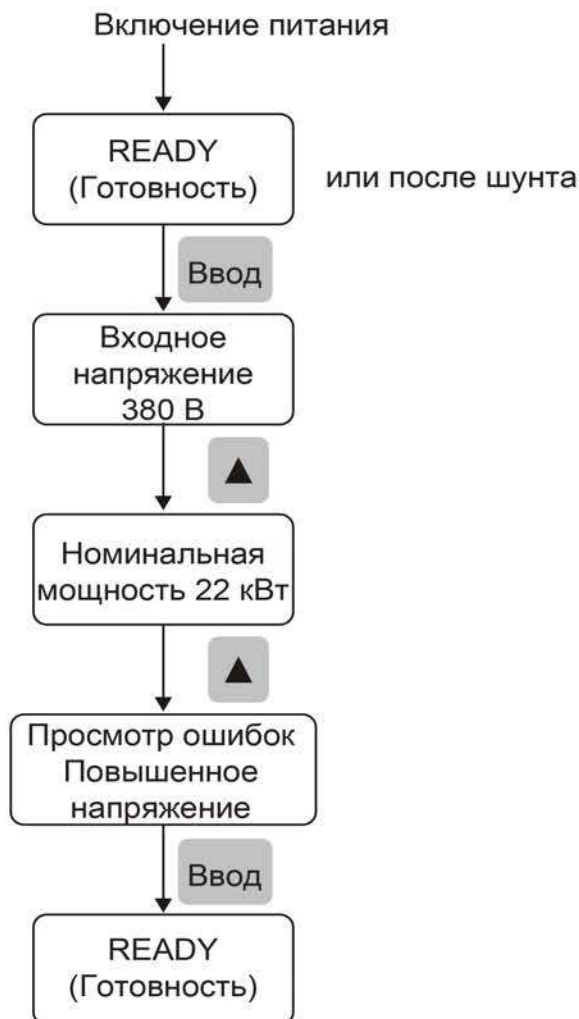 Включение питания
READY
(Готовность)
или после шунта
Ввод
Входное
напряжение
380 В
▲
Номинальная
мощность 22 кВт
▲
Просмотр ошибок
Повышенное
напряжение
Ввод
READY
(Готовность)